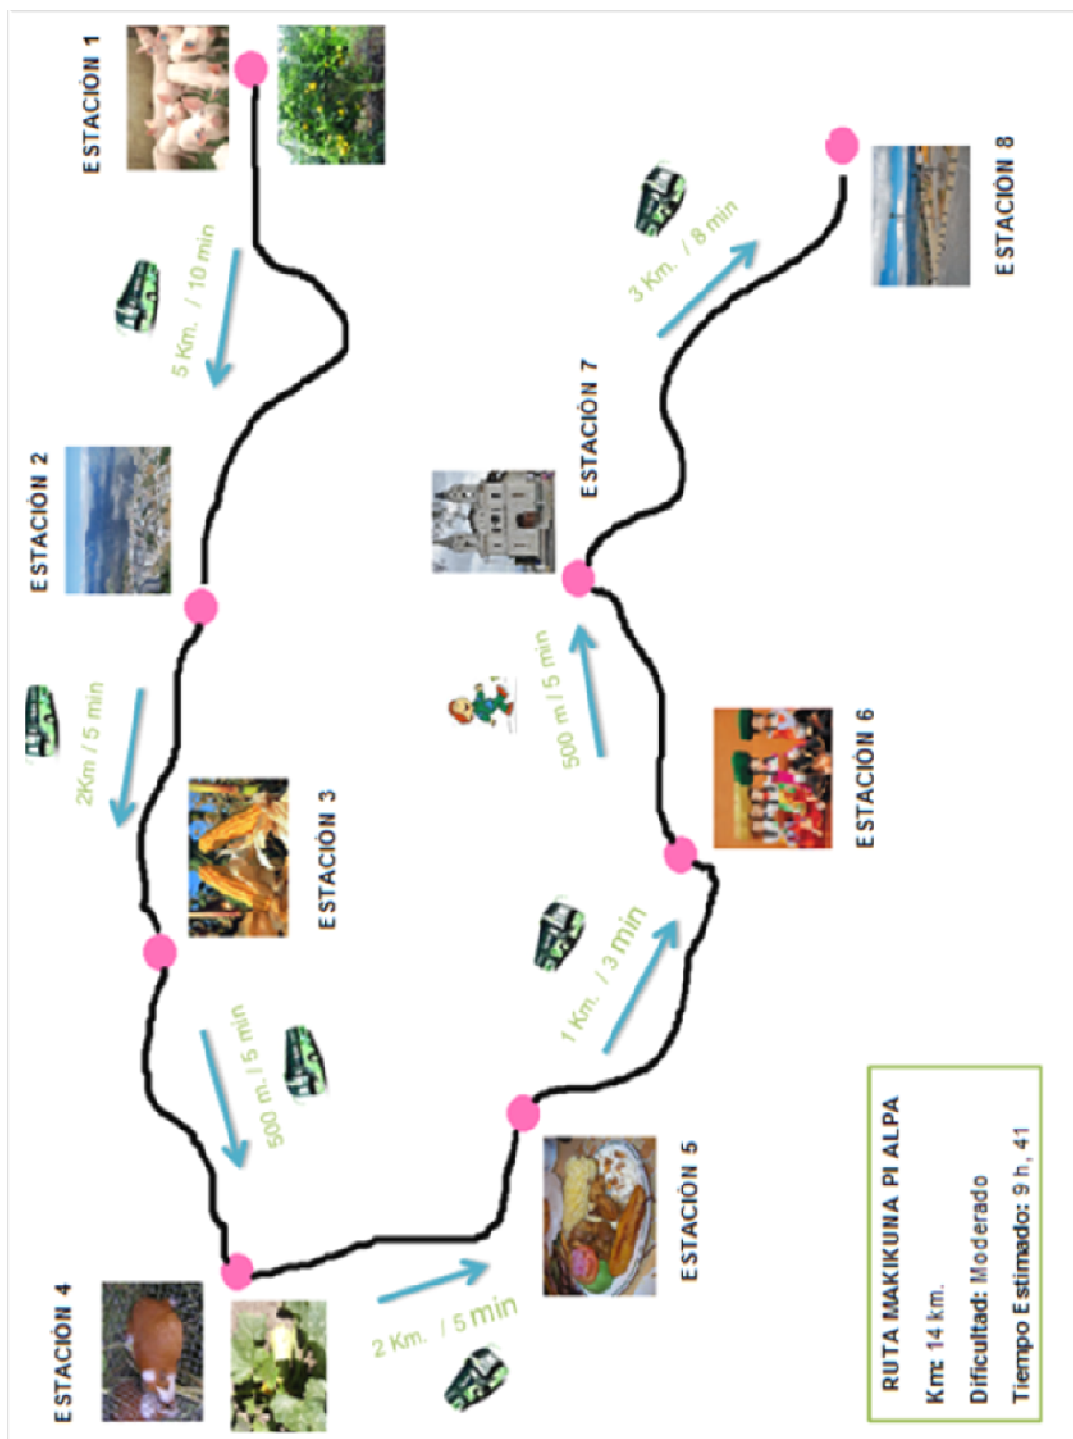 ESTACIÓN 1
5 Km. / 10 min
ESTACIÓN 2
2Km / 5 min
ESTACIÓN 3
500 m. / 5 min
ESTACIÓN 4
2 Km. / 5 min
ESTACIÓN 5
1 Km. / 3 min
ESTACIÓN 6
500 m / 5 min
ESTACIÓN 7
3 Km. / 8 min
ESTACIÓN 8
RUTA MAKIKUNA PI ALPA
Km: 14 km.
Dificultad: Moderado
Tiempo Estimado: 9 h, 41